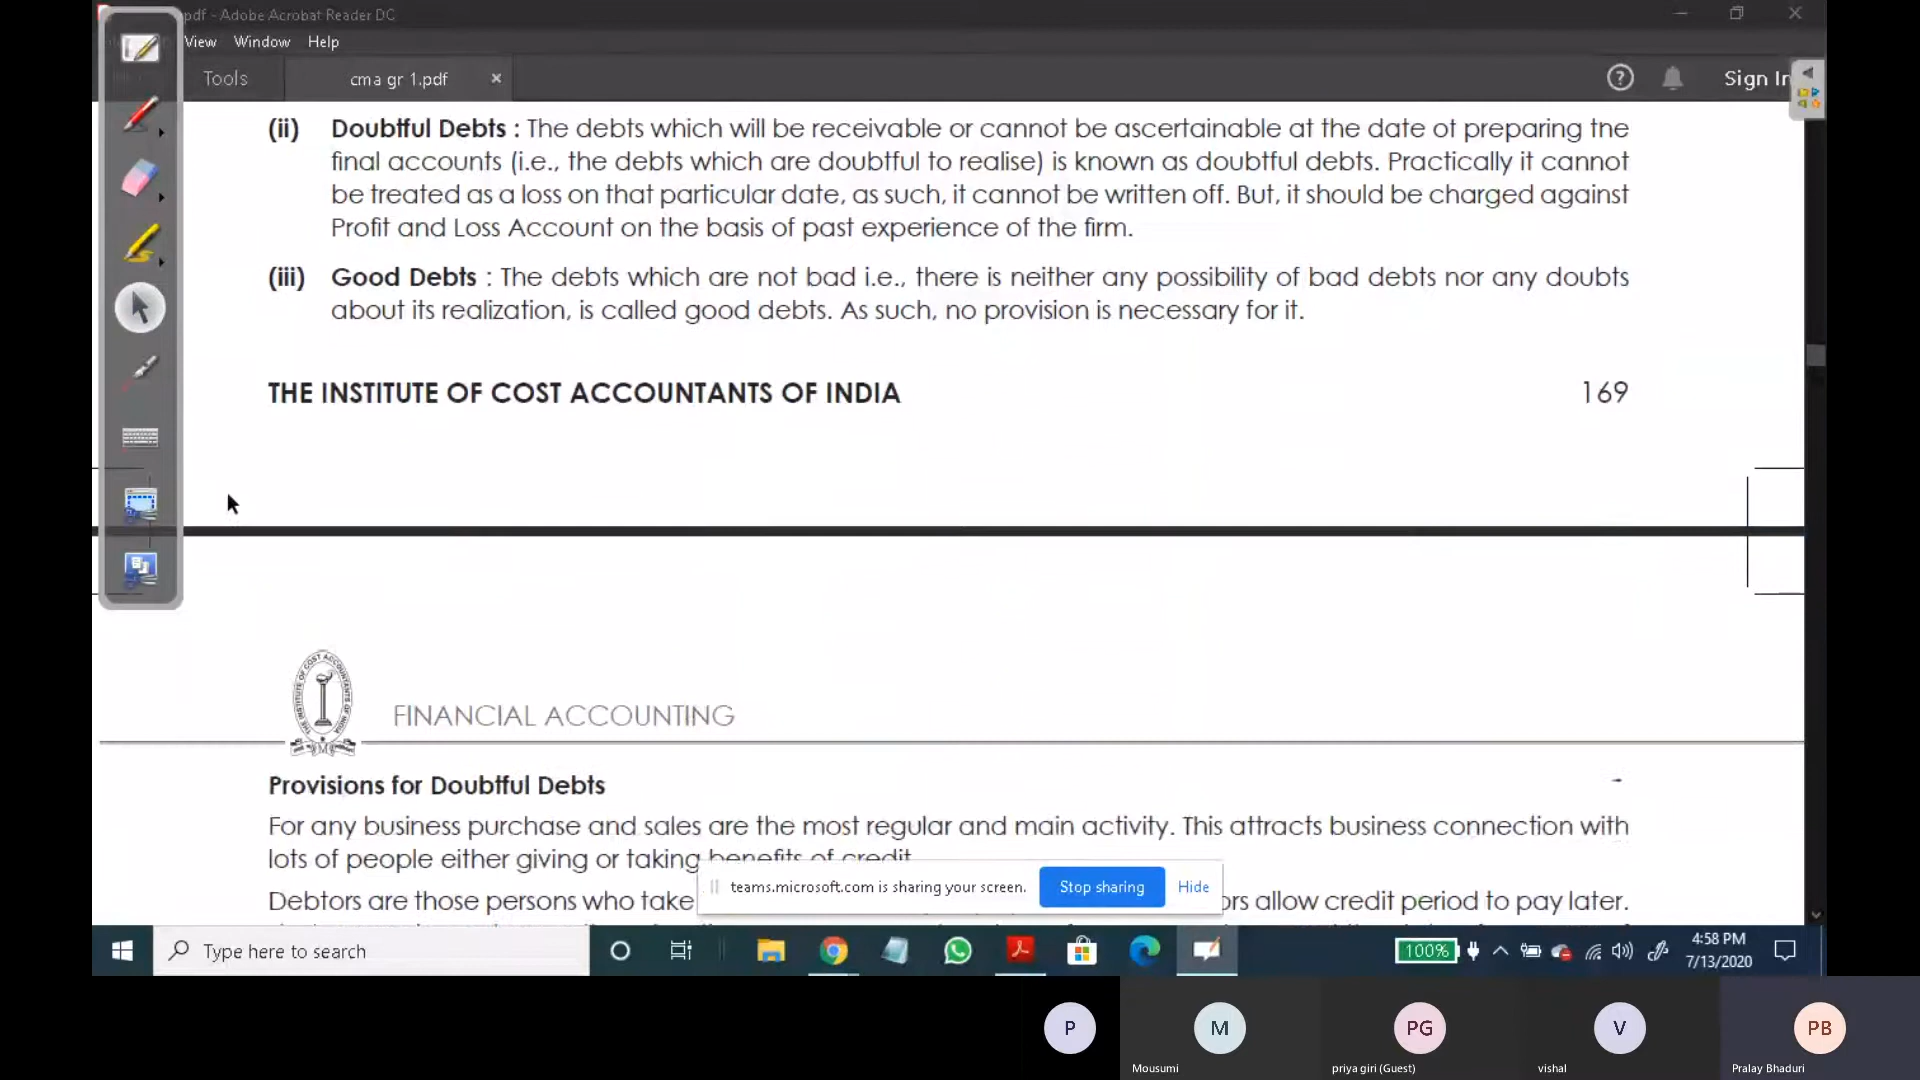 pdf - Adobe Acrobat Reader DC
View Window Help
Tools cma gr 1.pdf × Sign In
(ii) Doubtful Debts : The debts which will be receivable or cannot be ascertainable at the date of preparing the
final accounts (i.e., the debts which are doubtful to realise) is known as doubtful debts. Practically it cannot
be treated as a loss on that particular date, as such, it cannot be written off. But, it should be charged against
Profit and Loss Account on the basis of past experience of the firm.
(iii) Good Debts : The debts which are not bad i.e., there is neither any possibility of bad debts nor any doubts
about its realization, is called good debts. As such, no provision is necessary for it.
THE INSTITUTE OF COST ACCOUNTANTS OF INDIA 169
THE INSTITUTE OF COST ACCOUNTANTS OF INDIA
FINANCIAL ACCOUNTING
Provisions for Doubtful Debts
For any business purchase and sales are the most regular and main activity. This attracts business connection with
lots of people either giving or taking benefits of credit.
teams.microsoft.com is sharing your screen. Stop sharing Hide
Debtors are those persons who take ors allow credit period to pay later.
Type here to search
100%
4:58 PM
7/13/2020
P M PG V PB
Mousumi priya giri (Guest) vishal Pralay Bhaduri